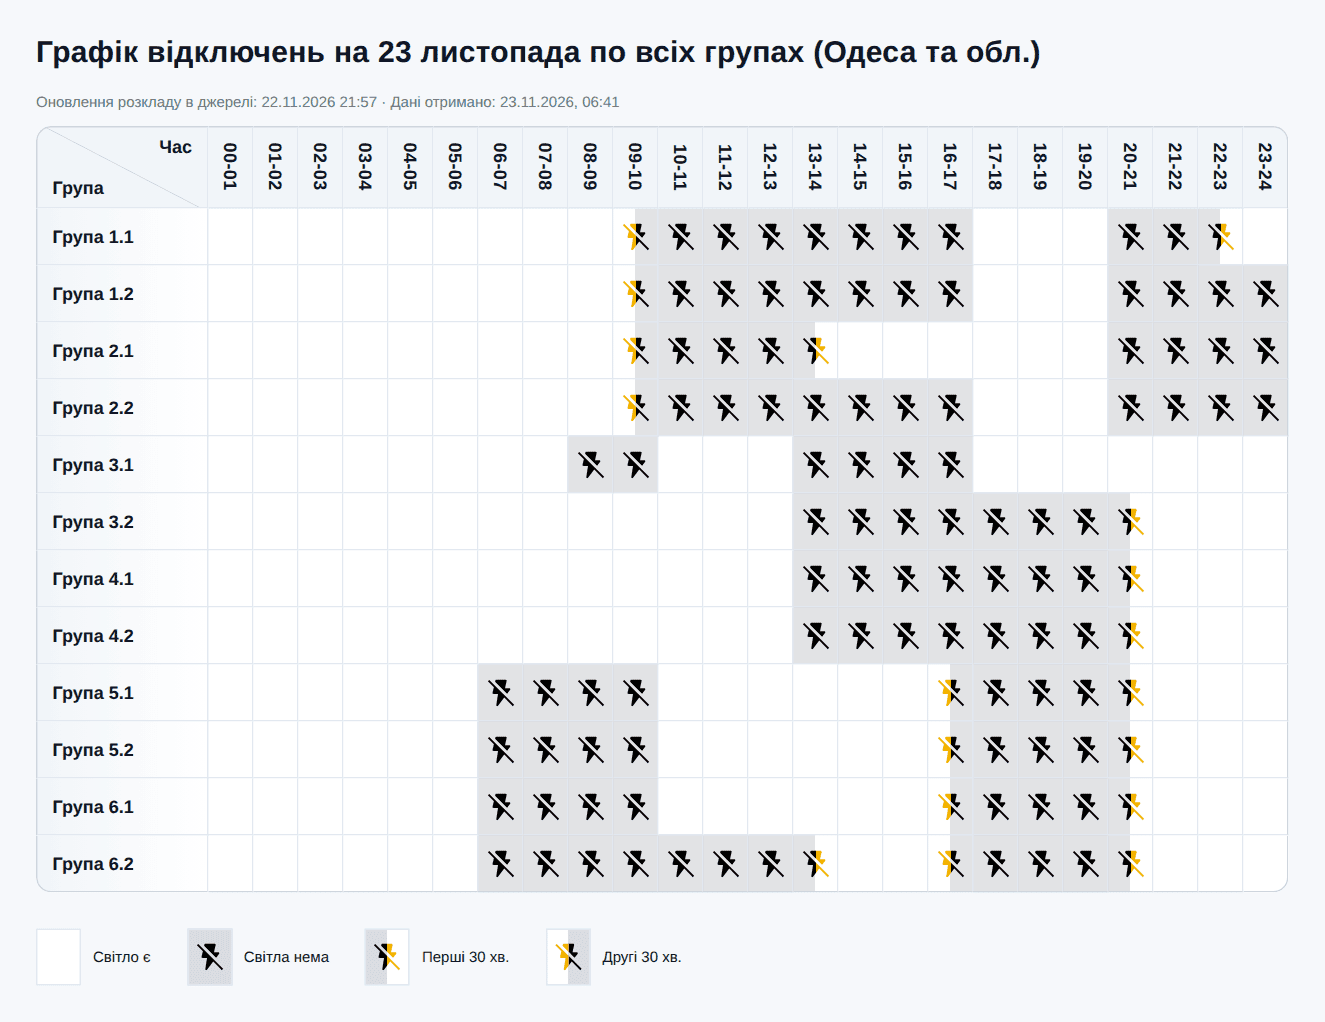 Графік відключень на 23 листопада по всіх групах (Одеса та обл.)
Оновлення розкладу в джерелі: 22.11.2026 21:57 · Дані отримано: 23.11.2026, 06:41
Час
Група
00-01 01-02 02-03 03-04 04-05 05-06 06-07 07-08 08-09 09-10 10-11 11-12 12-13 13-14 14-15 15-16 16-17 17-18 18-19 19-20 20-21 21-22 22-23 23-24
Група 1.1
Група 1.2
Група 2.1
Група 2.2
Група 3.1
Група 3.2
Група 4.1
Група 4.2
Група 5.1
Група 5.2
Група 6.1
Група 6.2
Світло є Світла нема Перші 30 хв. Другі 30 хв.